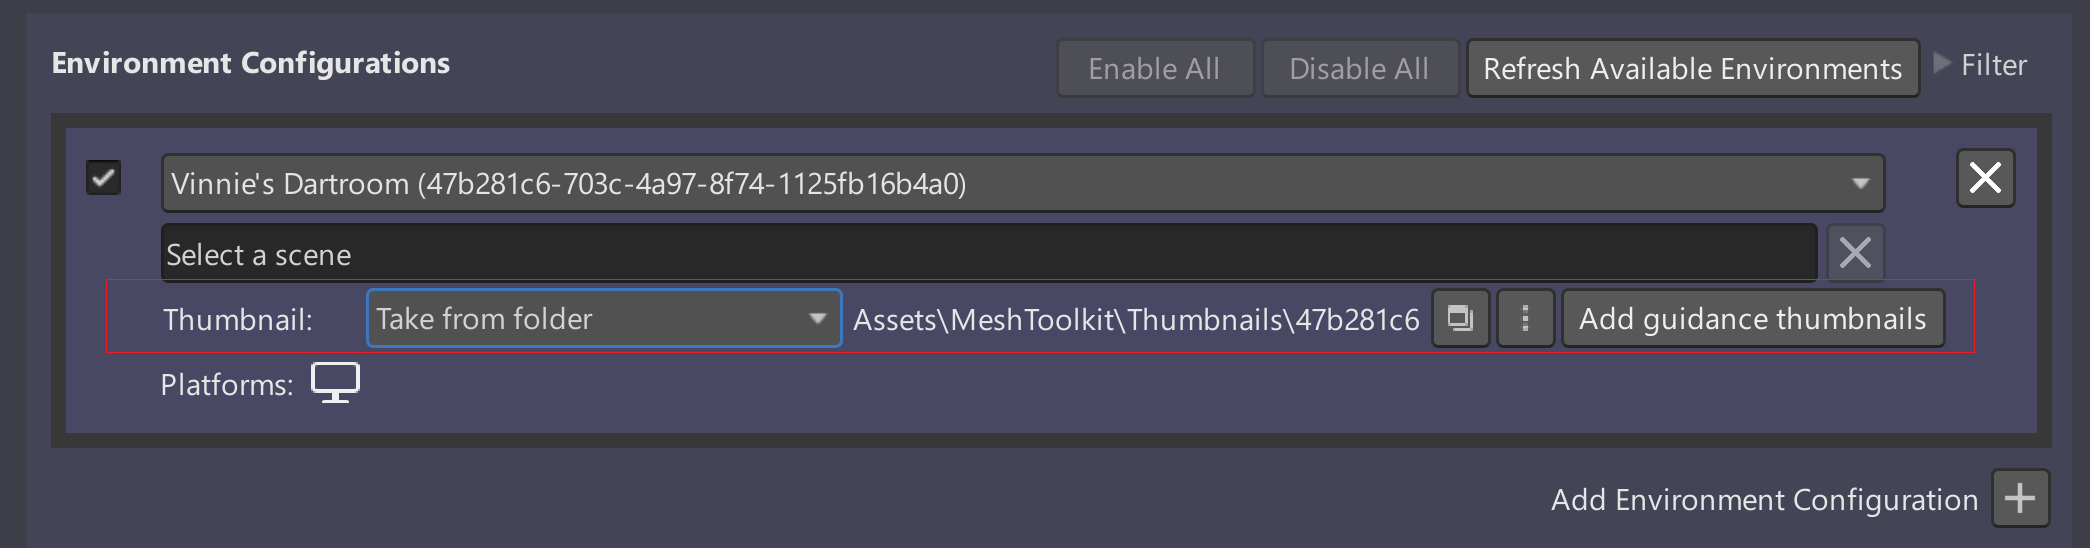 Environment Configurations
Enable All
Disable All
Refresh Available Environments
Filter
Vinnie's Dartroom (47b281c6-703c-4a97-8f74-1125fb16b4a0)
Select a scene
Thumbnail:
Take from folder
Assets\MeshToolkit\Thumbnails\47b281c6
Add guidance thumbnails
Platforms:
Add Environment Configuration